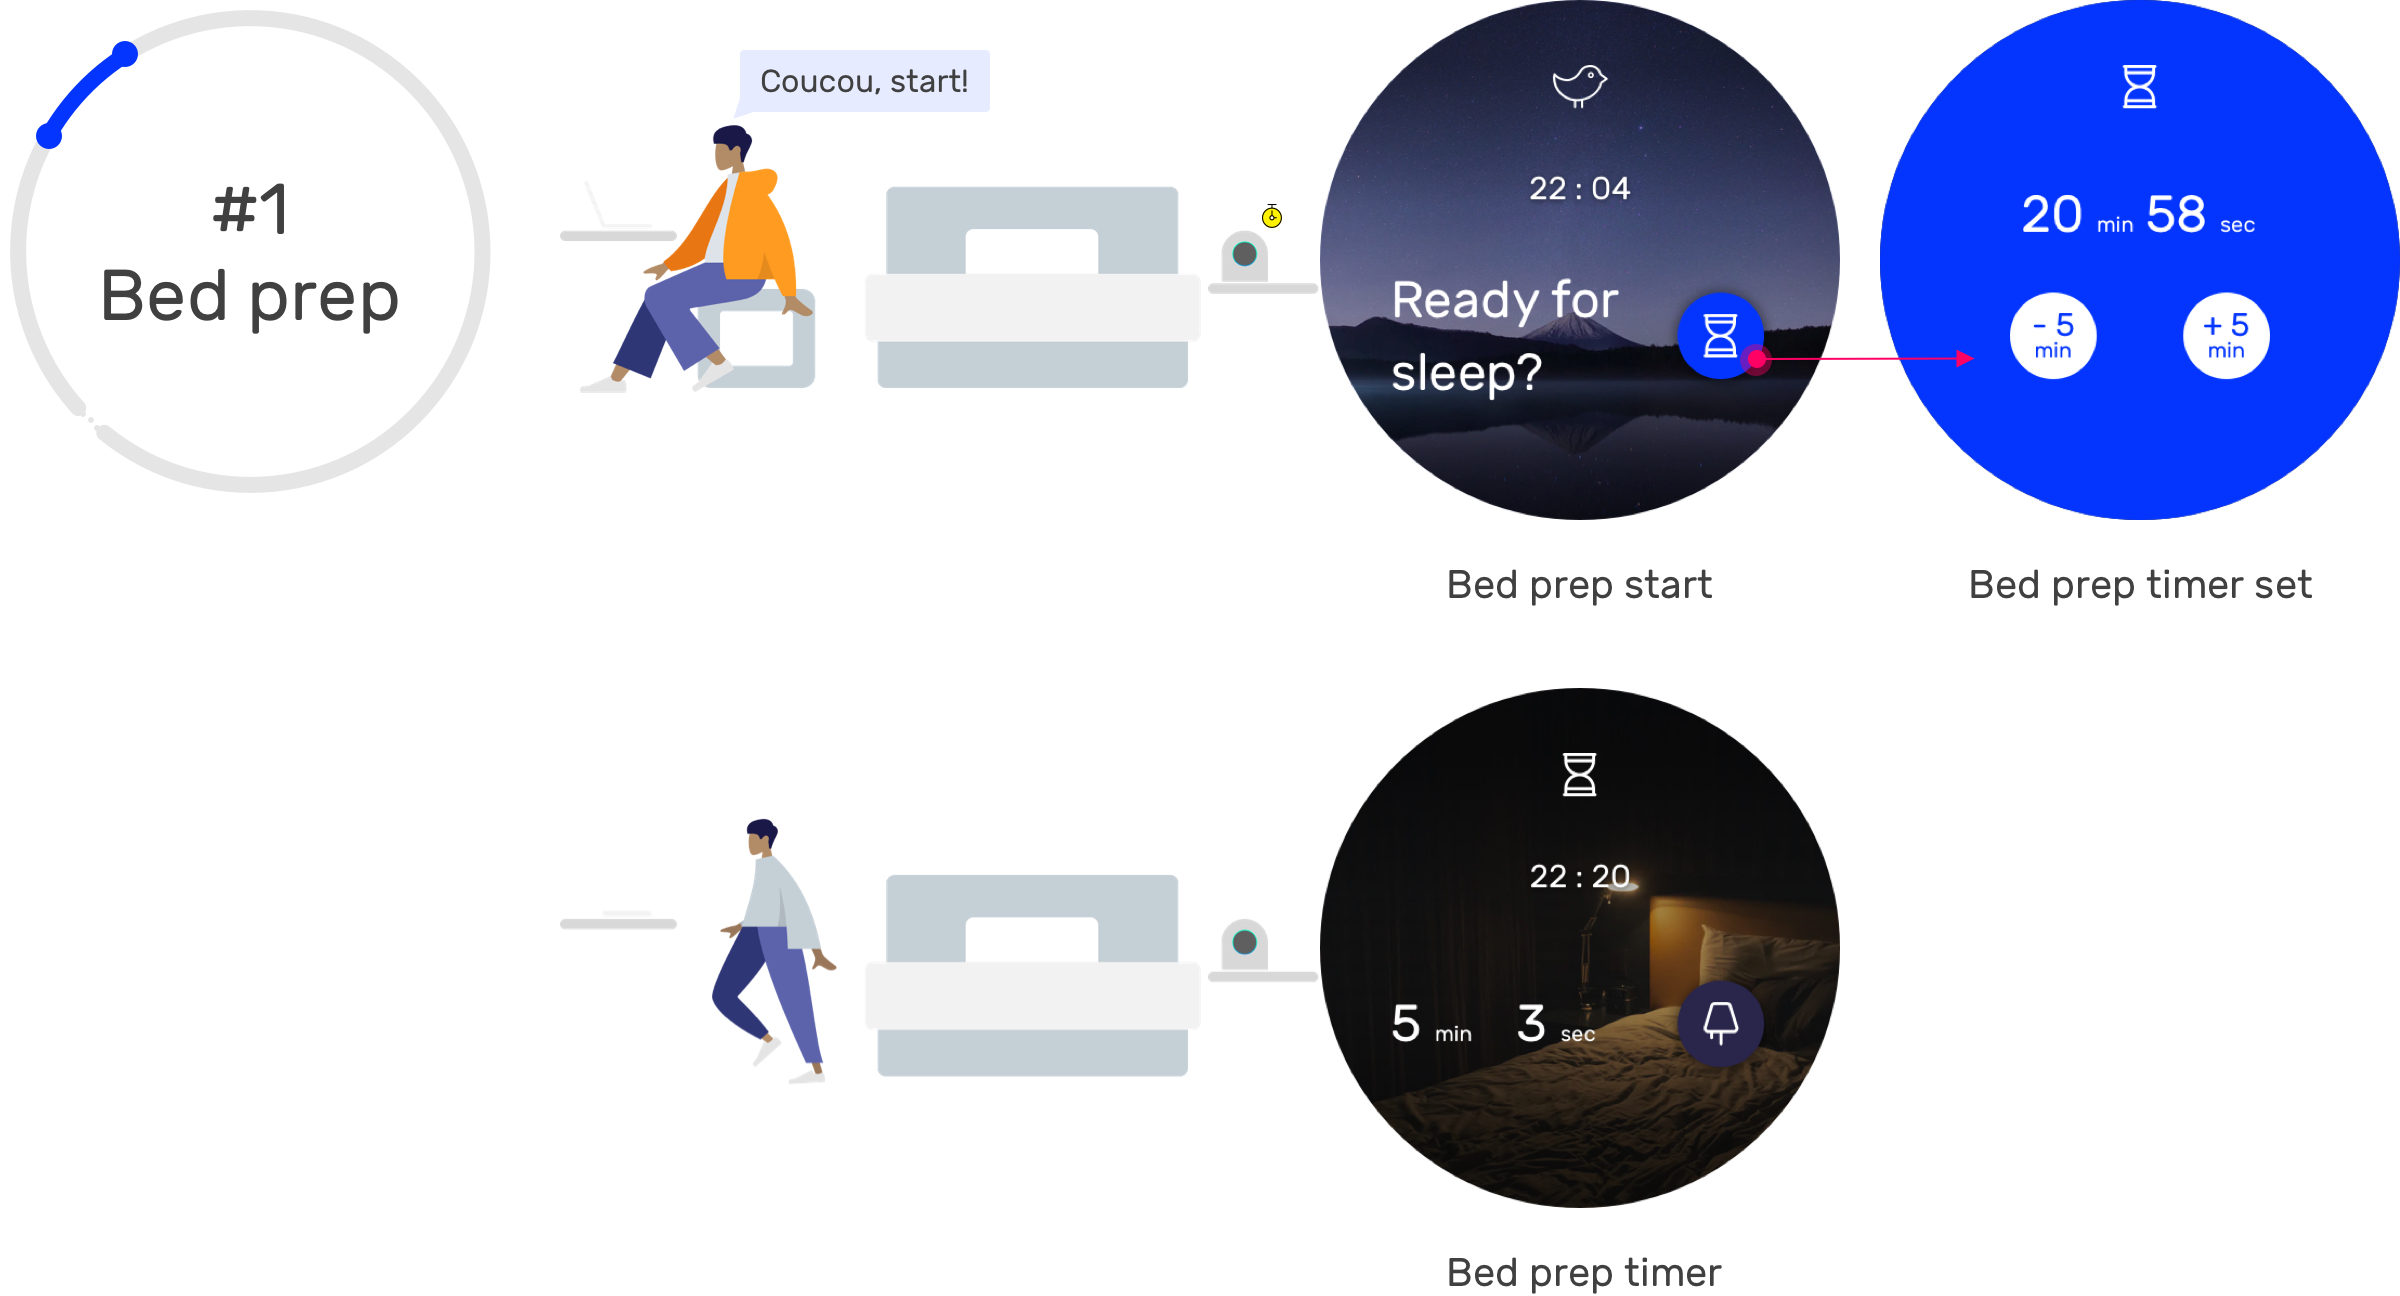 #1
Bed prep
Coucou, start!
22 : 04
Ready for
sleep?
Bed prep start
20 min 58 sec
- 5
min
+ 5
min
Bed prep timer set
22 : 20
5 min 3 sec
Bed prep timer